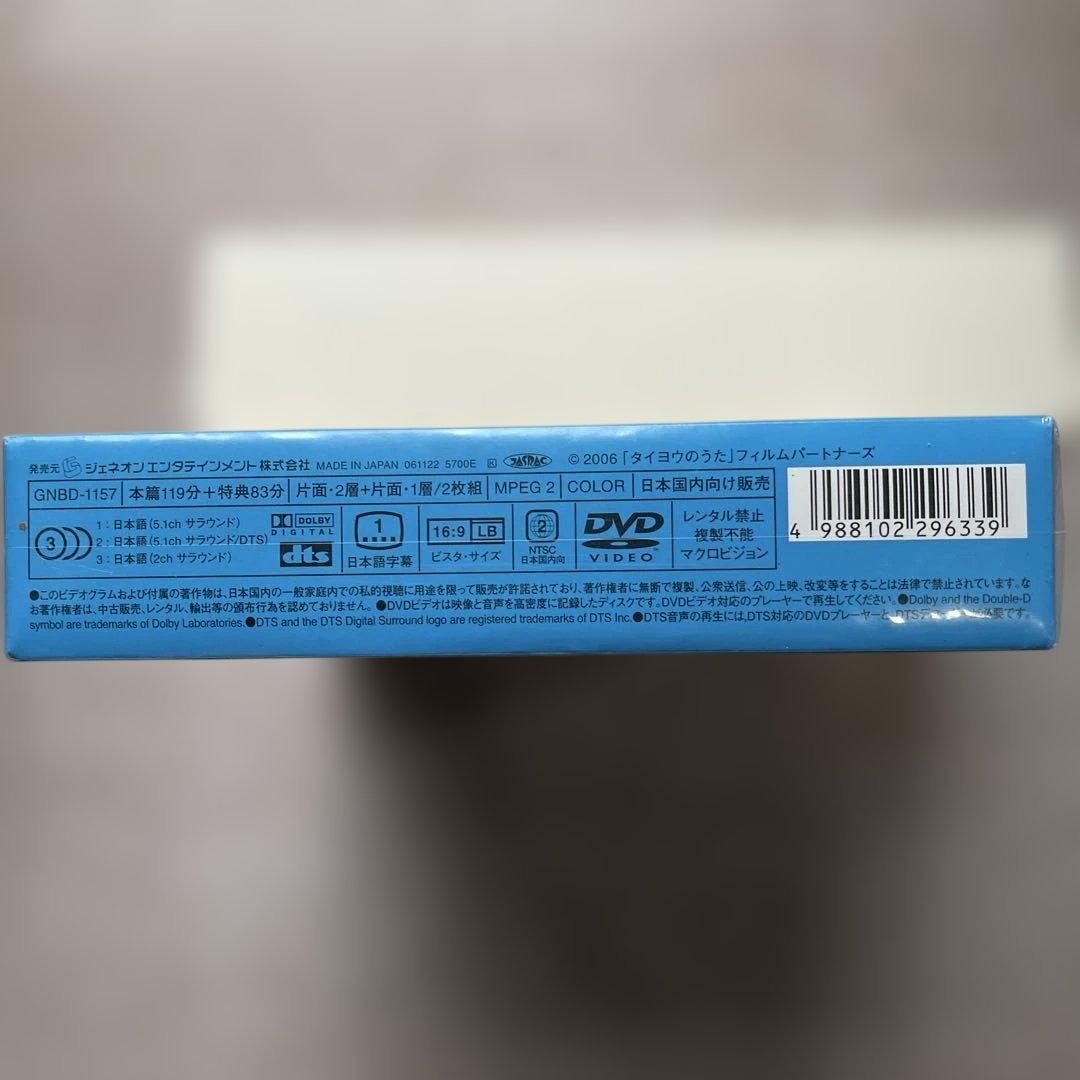 発売元 ジェネオン エンタテインメント 株式会社 MADE IN JAPAN 061122 5700E K JASRAC ©2006「タイヨウのうた」フィルムパートナーズ
GNBD-1157 本篇119分+特典83分 片面・2層+片面・1層/2枚組 MPEG 2 COLOR 日本国内向け販売
3
1:日本語(5.1ch サラウンド)
2:日本語(5.1ch サラウンド/DTS)
3:日本語(2ch サラウンド)
DOLBY
DIGITAL
dts
1
日本語字幕
16:9 LB
ビスタ・サイズ
2
NTSC
日本国内向
DVD
VIDEO
レンタル禁止
複製不能
マクロビジョン
4 988102 296339
●このビデオグラムおよび付属の著作物は、日本国内の一般家庭内での私的視聴に用途を限って販売が許諾されており、著作権者に無断で複製、公衆送信、公の上映、改変等をすることは法律で禁止されています。な
お著作権者は、中古販売、レンタル、輸出等の頒布行為を認めておりません。●DVDビデオは映像と音声を高密度に記録したディスクです。DVDビデオ対応のプレーヤーで再生してください。●Dolby and the Double-D
symbol are trademarks of Dolby Laboratories.●DTS and the DTS Digital Surround logo are registered trademarks of DTS Inc.●DTS音声の再生には、DTS対応のDVDプレーヤーと、DTSデ 必要です。